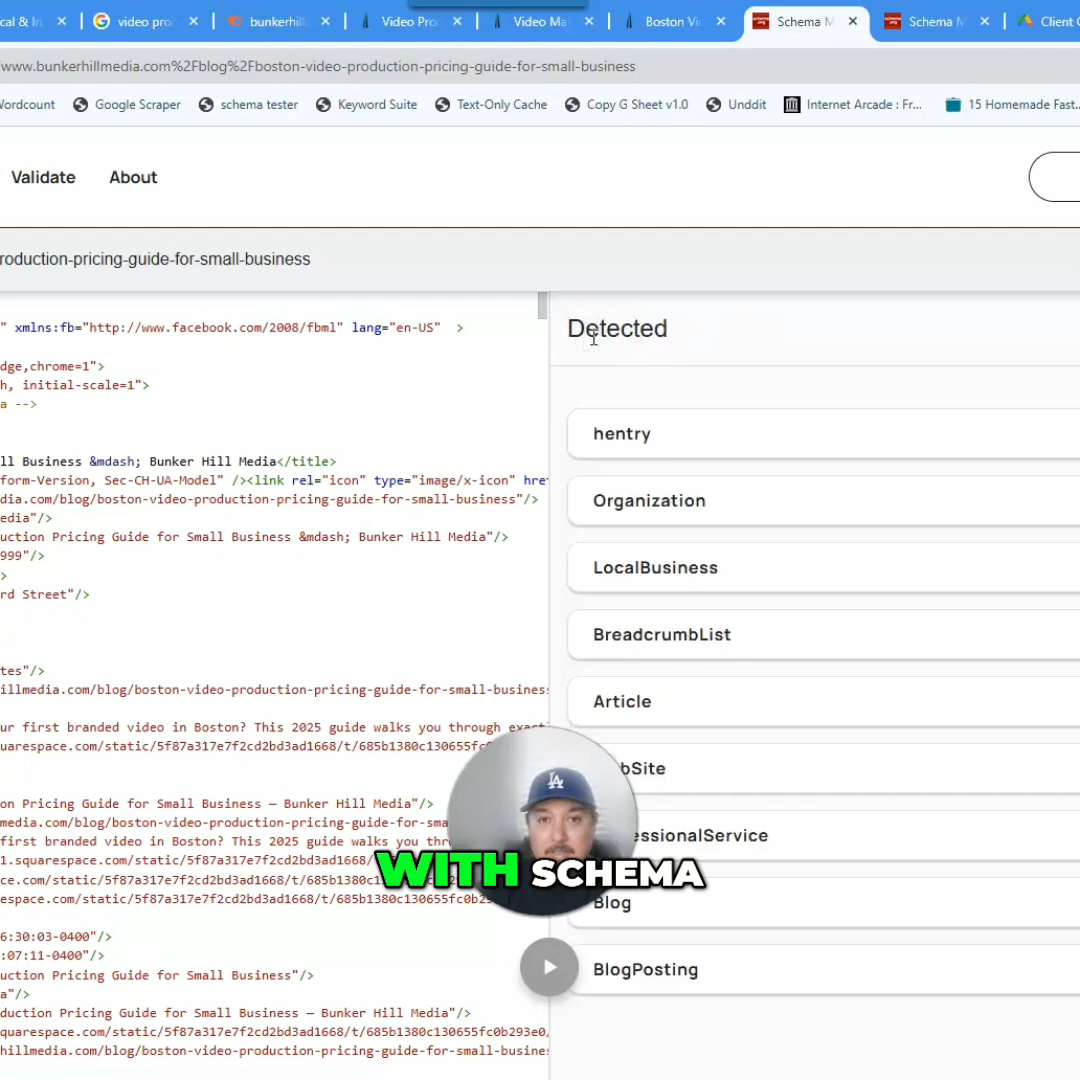 cal & In
video pro
bunkerhill
Video Pro
Video Ma
Boston Vi
Schema M
Schema M
Client
www.bunkerhillmedia.com%2Fblog%2Fboston-video-production-pricing-guide-for-small-business
Wordcount
Google Scraper
schema tester
Keyword Suite
Text-Only Cache
Copy G Sheet v1.0
Unddit
Internet Arcade : Fr...
15 Homemade Fast...
Validate
About
roduction-pricing-guide-for-small-business
" xmlns:fb="http://www.facebook.com/2008/fbml" lang="en-US"  >
dge,chrome=1">
h, initial-scale=1">
a -->
ll Business &mdash; Bunker Hill Media</title>
form-Version, Sec-CH-UA-Model" /><link rel="icon" type="image/x-icon" hre
dia.com/blog/boston-video-production-pricing-guide-for-small-business"/>
edia"/>
uction Pricing Guide for Small Business &mdash; Bunker Hill Media"/>
999"/>
>
rd Street"/>
tes"/>
illmedia.com/blog/boston-video-production-pricing-guide-for-small-business
ur first branded video in Boston? This 2025 guide walks you through exact
uarespace.com/static/5f87a317e7f2cd2bd3ad1668/t/685b1380c130655fc0
on Pricing Guide for Small Business — Bunker Hill Media"/>
media.com/blog/boston-video-production-pricing-guide-for-sma
first branded video in Boston? This 2025 guide walks you thr
1.squarespace.com/static/5f87a317e7f2cd2bd3ad1668/
ce.com/static/5f87a317e7f2cd2bd3ad1668/t/685b1380c130
espace.com/static/5f87a317e7f2cd2bd3ad1668/t/685b1380c130655fc0b29
6:30:03-0400"/>
:07:11-0400"/>
uction Pricing Guide for Small Business"/>
a"/>
duction Pricing Guide for Small Business — Bunker Hill Media"/>
quarespace.com/static/5f87a317e7f2cd2bd3ad1668/t/685b1380c130655fc0b293e0/
hillmedia.com/blog/boston-video-production-pricing-guide-for-small-busine
Detected
hentry
Organization
LocalBusiness
BreadcrumbList
Article
bSite
essionalService
Blog
BlogPosting
LA
WITH SCHEMA